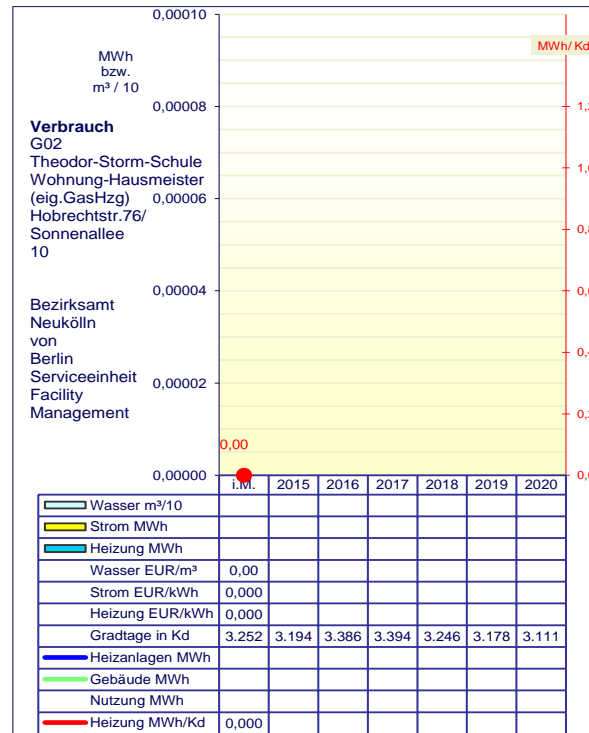 MWh
bzw.
m³ / 10
Verbrauch
G02
Theodor-Storm-Schule
Wohnung-Hausmeister
(eig.GasHzg)
Hobrechtstr.76/
Sonnenallee
10
Bezirksamt
Neukölln
von
Berlin
Serviceeinheit
Facility
Management
0,00010
0,00008
0,00006
0,00004
0,00002
0,00000
MWh/ Kd
0,00
i.M. 2015 2016 2017 2018 2019 2020
Wasser m³/10
Strom MWh
Heizung MWh
Wasser EUR/m³ 0,00
Strom EUR/kWh 0,000
Heizung EUR/kWh 0,000
Gradtage in Kd 3.252 3.194 3.386 3.394 3.246 3.178 3.111
Heizanlagen MWh
Gebäude MWh
Nutzung MWh
Heizung MWh/Kd 0,000